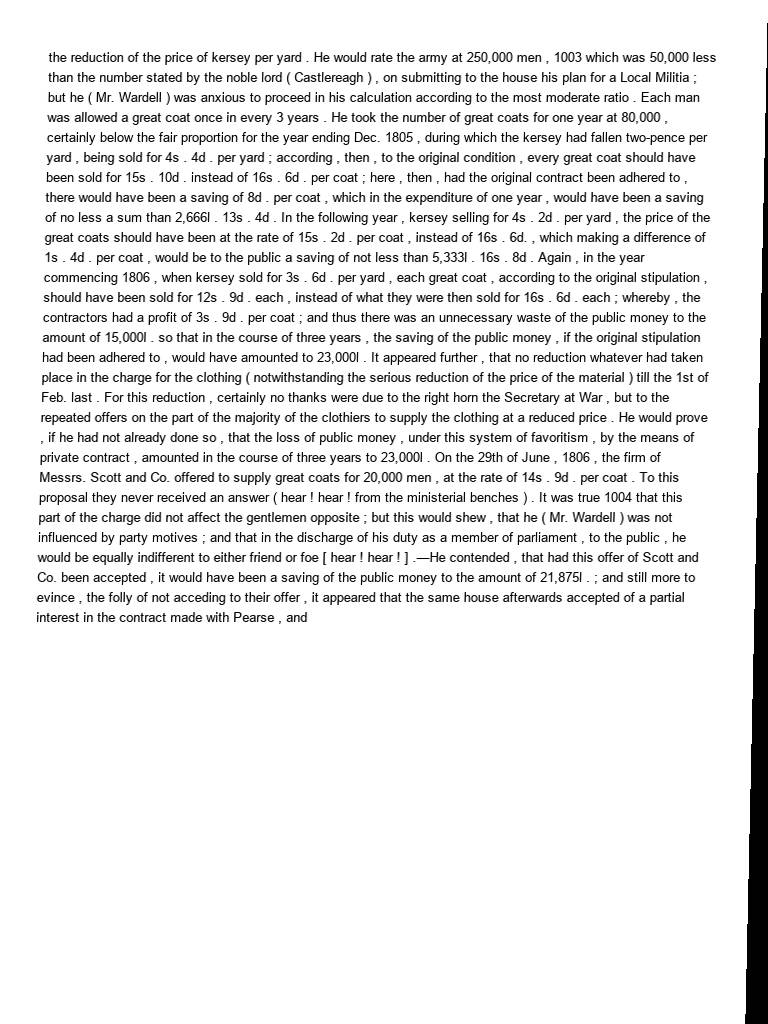 the reduction of the price of kersey per yard . He would rate the army at 250,000 men , 1003 which was 50,000 less
than the number stated by the noble lord ( Castlereagh ) , on submitting to the house his plan for a Local Militia ;
but he ( Mr. Wardell ) was anxious to proceed in his calculation according to the most moderate ratio . Each man
was allowed a great coat once in every 3 years . He took the number of great coats for one year at 80,000 ,
certainly below the fair proportion for the year ending Dec. 1805 , during which the kersey had fallen two-pence per
yard , being sold for 4s . 4d . per yard ; according , then , to the original condition , every great coat should have
been sold for 15s . 10d . instead of 16s . 6d . per coat ; here , then , had the original contract been adhered to ,
there would have been a saving of 8d . per coat , which in the expenditure of one year , would have been a saving
of no less a sum than 2,666l . 13s . 4d . In the following year , kersey selling for 4s . 2d . per yard , the price of the
great coats should have been at the rate of 15s . 2d . per coat , instead of 16s . 6d. , which making a difference of
1s . 4d . per coat , would be to the public a saving of not less than 5,333l . 16s . 8d . Again , in the year
commencing 1806 , when kersey sold for 3s . 6d . per yard , each great coat , according to the original stipulation ,
should have been sold for 12s . 9d . each , instead of what they were then sold for 16s . 6d . each ; whereby , the
contractors had a profit of 3s . 9d . per coat ; and thus there was an unnecessary waste of the public money to the
amount of 15,000l . so that in the course of three years , the saving of the public money , if the original stipulation
had been adhered to , would have amounted to 23,000l . It appeared further , that no reduction whatever had taken
place in the charge for the clothing ( notwithstanding the serious reduction of the price of the material ) till the 1st of
Feb. last . For this reduction , certainly no thanks were due to the right horn the Secretary at War , but to the
repeated offers on the part of the majority of the clothiers to supply the clothing at a reduced price . He would prove
, if he had not already done so , that the loss of public money , under this system of favoritism , by the means of
private contract , amounted in the course of three years to 23,000l . On the 29th of June , 1806 , the firm of
Messrs. Scott and Co. offered to supply great coats for 20,000 men , at the rate of 14s . 9d . per coat . To this
proposal they never received an answer ( hear ! hear ! from the ministerial benches ) . It was true 1004 that this
part of the charge did not affect the gentlemen opposite ; but this would shew , that he ( Mr. Wardell ) was not
influenced by party motives ; and that in the discharge of his duty as a member of parliament , to the public , he
would be equally indifferent to either friend or foe [ hear ! hear ! ] .—He contended , that had this offer of Scott and
Co. been accepted , it would have been a saving of the public money to the amount of 21,875l . ; and still more to
evince , the folly of not acceding to their offer , it appeared that the same house afterwards accepted of a partial
interest in the contract made with Pearse , and